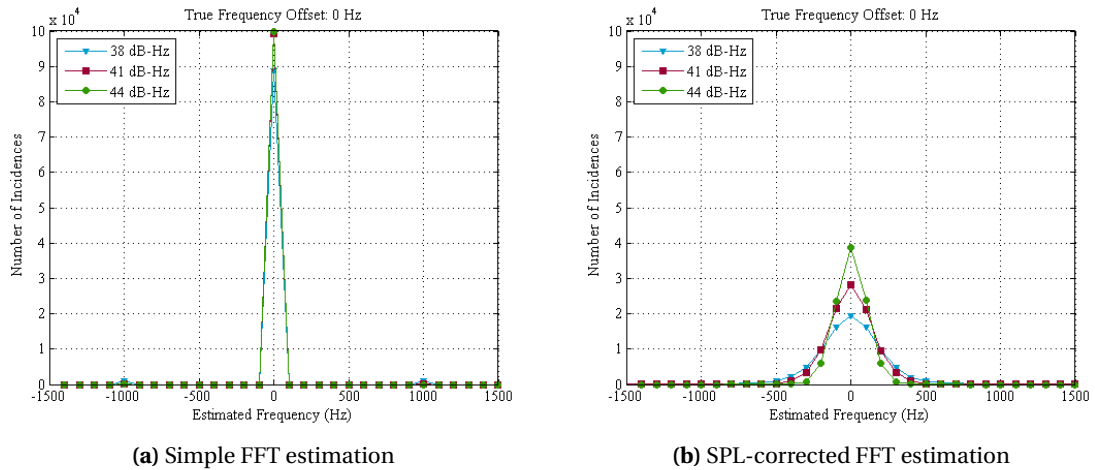 True Frequency Offset: 0 Hz
x 10⁴
10
9
8
7
6
5
4
3
2
1
0
Number of Incidences
38 dB-Hz
41 dB-Hz
44 dB-Hz
-1500 -1000 -500 0 500 1000 1500
Estimated Frequency (Hz)
(a) Simple FFT estimation
True Frequency Offset: 0 Hz
x 10⁴
10
9
8
7
6
5
4
3
2
1
0
Number of Incidences
38 dB-Hz
41 dB-Hz
44 dB-Hz
-1500 -1000 -500 0 500 1000 1500
Estimated Frequency (Hz)
(b) SPL-corrected FFT estimation